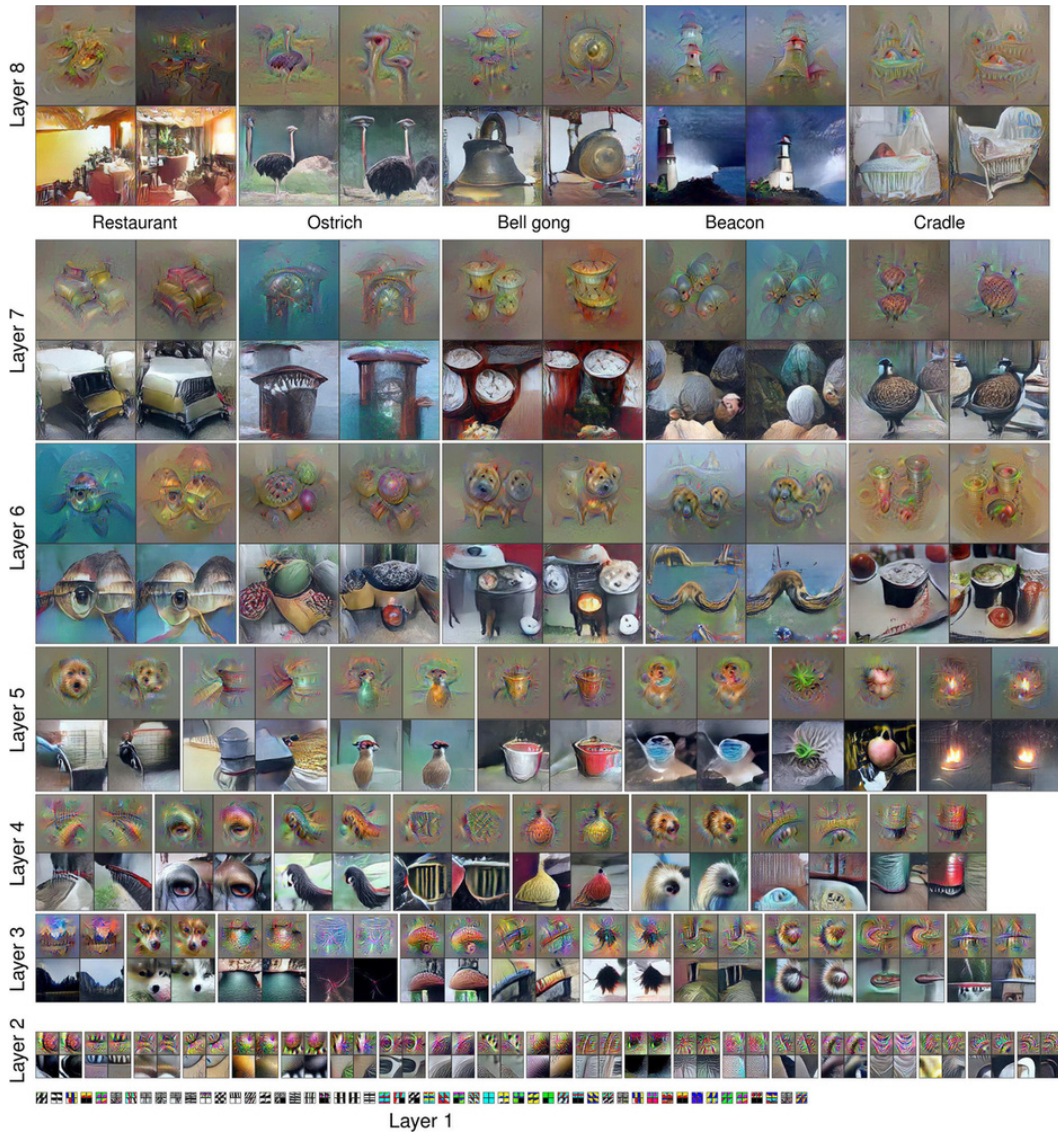 Layer 8
Restaurant Ostrich Bell gong Beacon Cradle
Layer 7
Layer 6
Layer 5
Layer 4
Layer 3
Layer 2
Layer 1